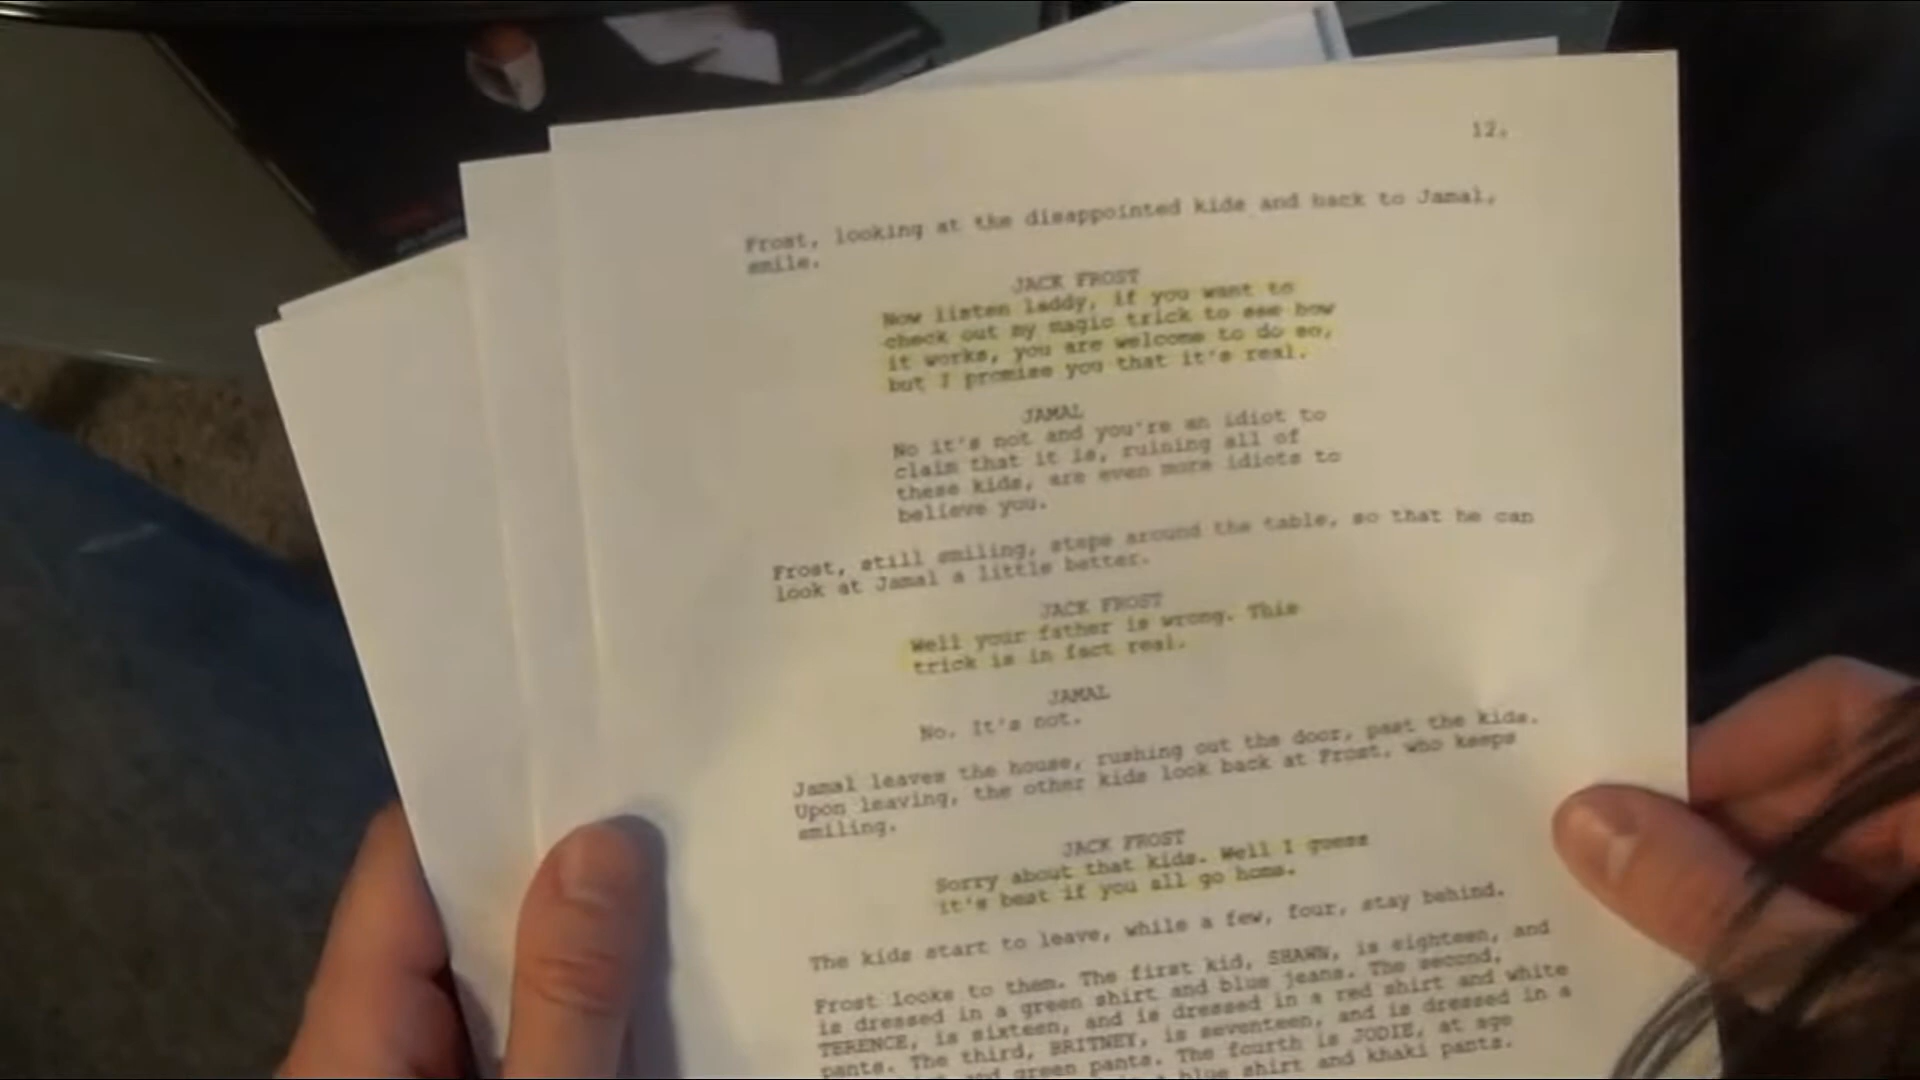 12.
Frost, looking at the disappointed kids and back to Jamal,
smile.
JACK FROST
Now listen laddy, if you want to
check out my magic trick to see how
it works, you are welcome to do so,
but I promise you that it's real.
JAMAL
No it's not and you're an idiot to
claim that it is, ruining all of
these kids, are even more idiots to
believe you.
Frost, still smiling, steps around the table, so that he can
look at Jamal a little better.
JACK FROST
Well your father is wrong. This
trick is in fact real.
JAMAL
No. It's not.
Jamal leaves the house, rushing out the door, past the kids.
Upon leaving, the other kids look back at Frost, who keeps
smiling.
JACK FROST
Sorry about that kids. Well I guess
it's best if you all go home.
The kids start to leave, while a few, four, stay behind.
Frost looks to them. The first kid, SHAWN, is eighteen, and
is dressed in a green shirt and blue jeans. The second,
TERENCE, is sixteen, and is dressed in a red shirt and white
pants. The third, BRITNEY, is seventeen, and is dressed in a
and green pants. The fourth is JODIE, at age
blue shirt and khaki pants.